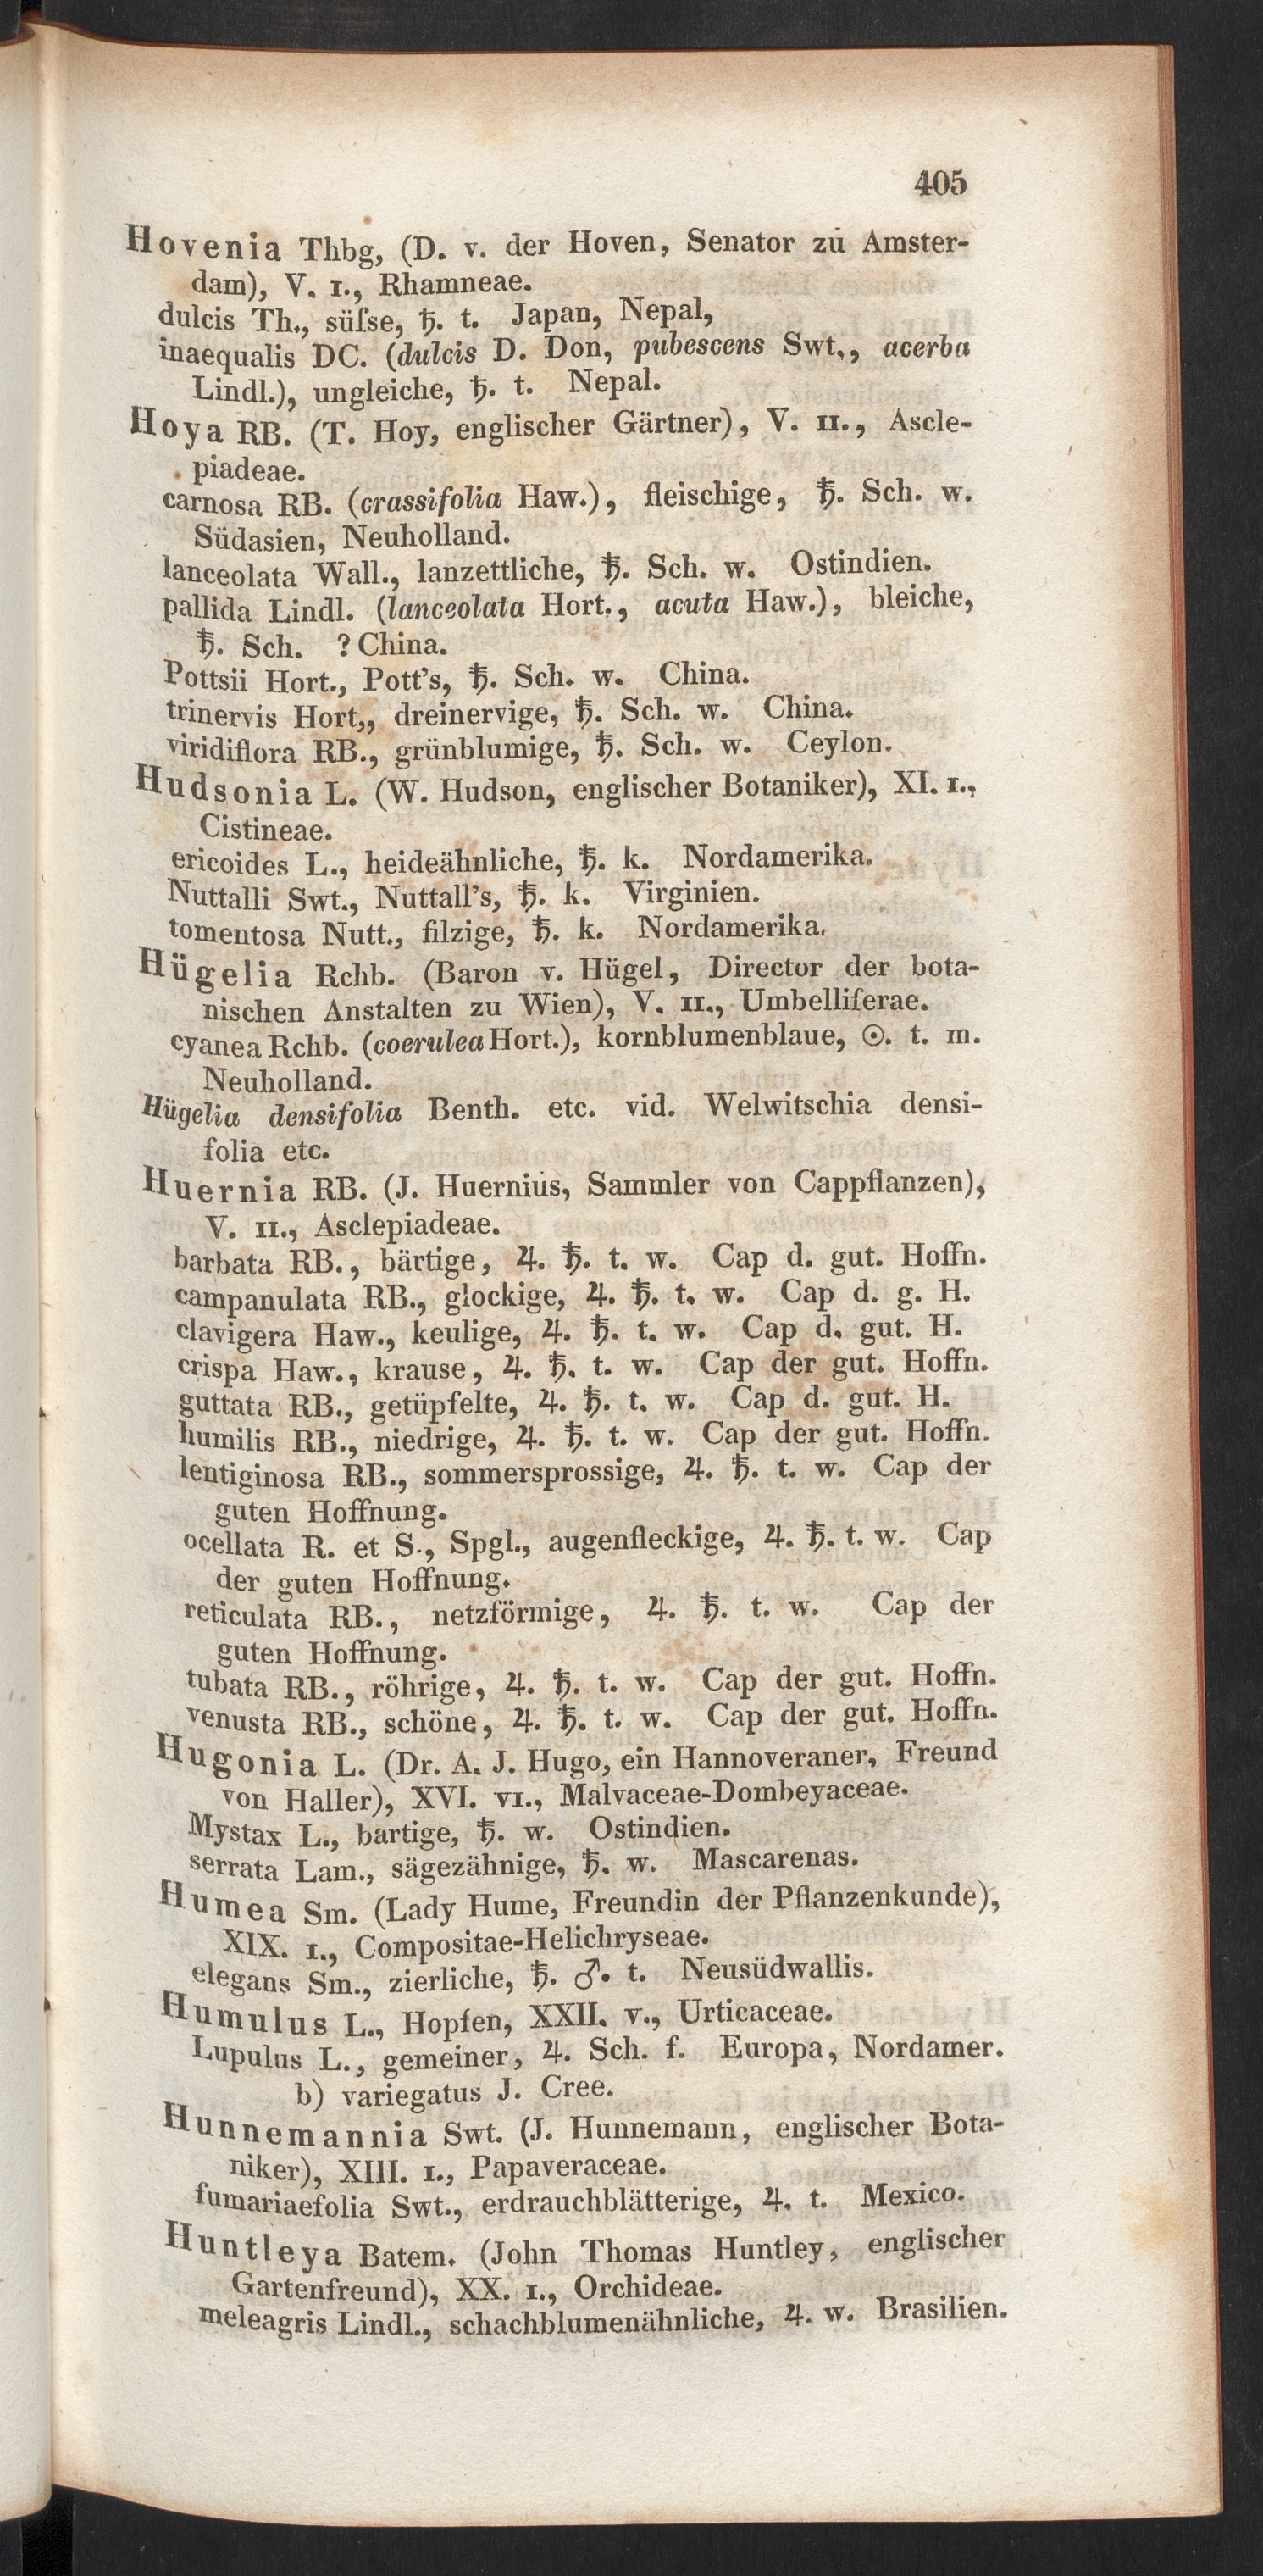 405
Hovenia Thbg, (D. v. der Hoven, Senator zu Amster-
dam), V. I., Rhamneae.
dulcis Th., süſse, ♄. t. Japan, Nepal,
inaequalis DC. (dulcis D. Don, pubescens Swt., acerba
Lindl.), ungleiche, ♄. t. Nepal.
Hoya RB. (T. Hoy, englischer Gärtner), V. II., Ascle-
piadeae.
carnosa RB. (crassifolia Haw.), fleischige, ♄. Sch. w.
Südasien, Neuholland.
lanceolata Wall., lanzettliche, ♄. Sch. w. Ostindien.
pallida Lindl. (lanceolata Hort., acuta Haw.), bleiche,
♄. Sch. ? China.
Pottsii Hort., Pott's, ♄. Sch. w. China.
trinervis Hort,, dreinervige, ♄. Sch. w. China.
viridiflora RB., grünblumige, ♄. Sch. w. Ceylon.
Hudsonia L. (W. Hudson, englischer Botaniker), XI. I.,
Cistineae.
ericoides L., heideähnliche, ♄. k. Nordamerika.
Nuttalli Swt., Nuttall's, ♄. k. Virginien.
tomentosa Nutt., filzige, ♄. k. Nordamerika.
Hügelia Rchb. (Baron v. Hügel, Director der bota-
nischen Anstalten zu Wien), V. II., Umbelliferae.
cyanea Rchb. (coerulea Hort.), kornblumenblaue, ☉. t. m.
Neuholland.
Hügelia densifolia Benth. etc. vid. Welwitschia densi-
folia etc.
Huernia RB. (J. Huernius, Sammler von Cappflanzen),
V. II., Asclepiadeae.
barbata RB., bärtige, ♃. ♄. t. w. Cap d. gut. Hoffn.
campanulata RB., glockige, ♃. ♄. t. w. Cap d. g. H.
clavigera Haw., keulige, ♃. ♄. t. w. Cap d. gut. H.
crispa Haw., krause, ♃. ♄. t. w. Cap der gut. Hoffn.
guttata RB., getüpfelte, ♃. ♄. t. w. Cap d. gut. H.
humilis RB., niedrige, ♃. ♄. t. w. Cap der gut. Hoffn.
lentiginosa RB., sommersprossige, ♃. ♄. t. w. Cap der
guten Hoffnung.
ocellata R. et S., Spgl., augenfleckige, ♃. ♄. t. w. Cap
der guten Hoffnung.
reticulata RB., netzförmige, ♃. ♄. t. w. Cap der
guten Hoffnung.
tubata RB., röhrige, ♃. ♄. t. w. Cap der gut. Hoffn.
venusta RB., schöne, ♃. ♄. t. w. Cap der gut. Hoffn.
Hugonia L. (Dr. A. J. Hugo, ein Hannoveraner, Freund
von Haller), XVI. VI., Malvaceae-Dombeyaceae.
Mystax L., bärtige, ♄. w. Ostindien.
serrata Lam., sägezähnige, ♄. w. Mascarenas.
Humea Sm. (Lady Hume, Freundin der Pflanzenkunde),
XIX. I., Compositae-Helichryseae.
elegans Sm., zierliche, ♄. ♂. t. Neusüdwallis.
Humulus L., Hopfen, XXII. V., Urticaceae.
Lupulus L., gemeiner, ♃. Sch. f. Europa, Nordamer.
b) variegatus J. Cree.
Hunnemannia Swt. (J. Hunnemann, englischer Bota-
niker), XIII. I., Papaveraceae.
fumariaefolia Swt., erdrauchblätterige, ♃. t. Mexico.
Huntleya Batem. (John Thomas Huntley, englischer
Gartenfreund), XX. I., Orchideae.
meleagris Lindl., schachblumenähnliche, ♃. w. Brasilien.